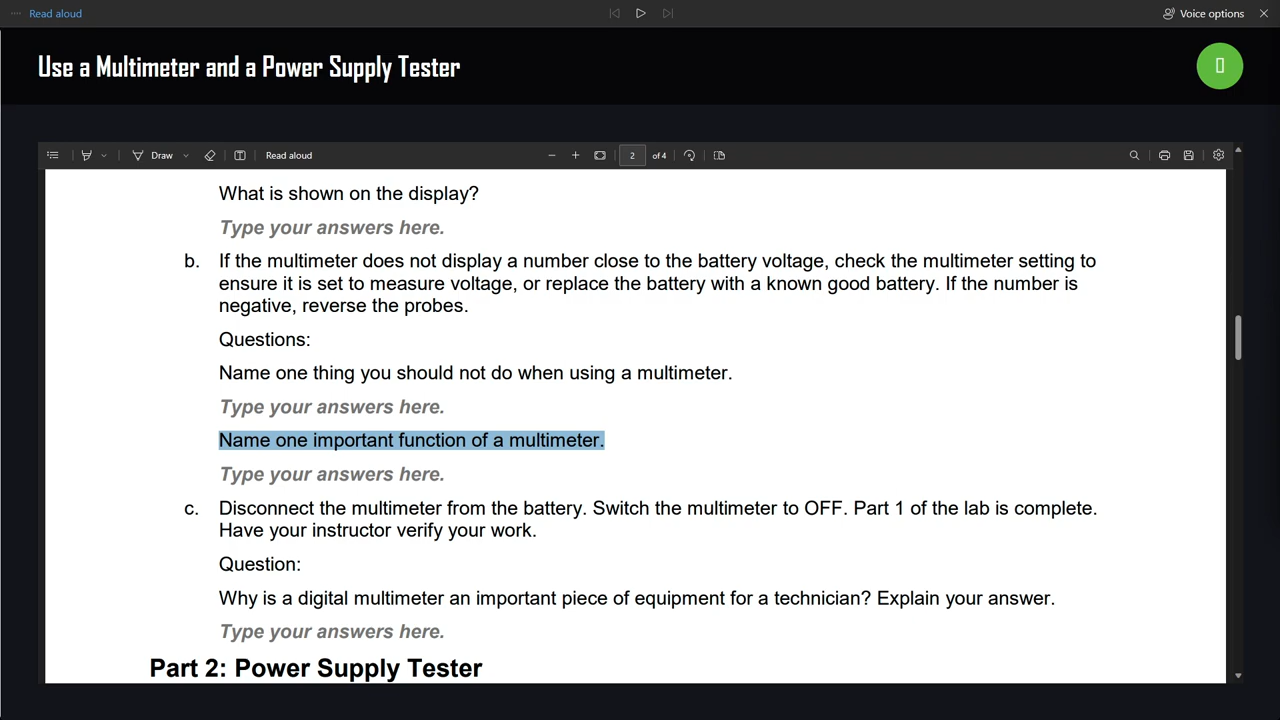 Read aloud
Voice options
Use a Multimeter and a Power Supply Tester
Draw
Read aloud
2 of 4
What is shown on the display?
Type your answers here.
b. If the multimeter does not display a number close to the battery voltage, check the multimeter setting to
ensure it is set to measure voltage, or replace the battery with a known good battery. If the number is
negative, reverse the probes.
Questions:
Name one thing you should not do when using a multimeter.
Type your answers here.
Name one important function of a multimeter.
Type your answers here.
c. Disconnect the multimeter from the battery. Switch the multimeter to OFF. Part 1 of the lab is complete.
Have your instructor verify your work.
Question:
Why is a digital multimeter an important piece of equipment for a technician? Explain your answer.
Type your answers here.
Part 2: Power Supply Tester